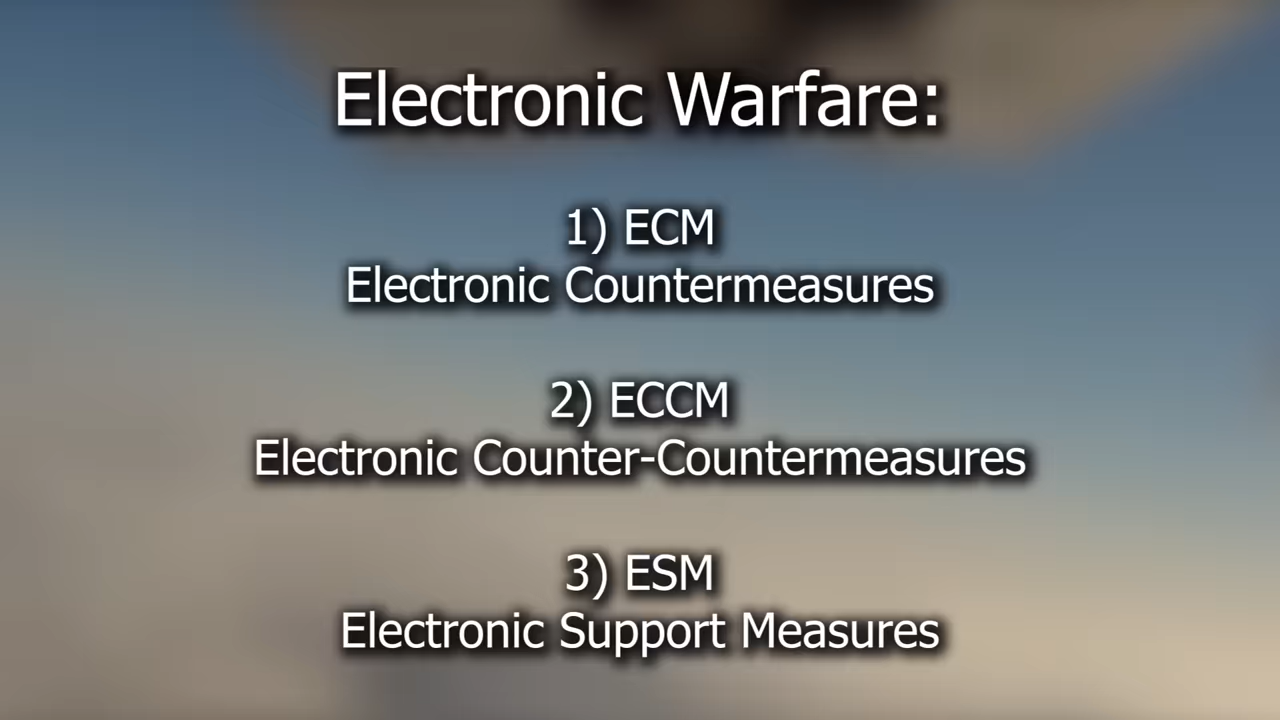 Electronic Warfare:
1) ECM
Electronic Countermeasures
2) ECCM
Electronic Counter-Countermeasures
3) ESM
Electronic Support Measures